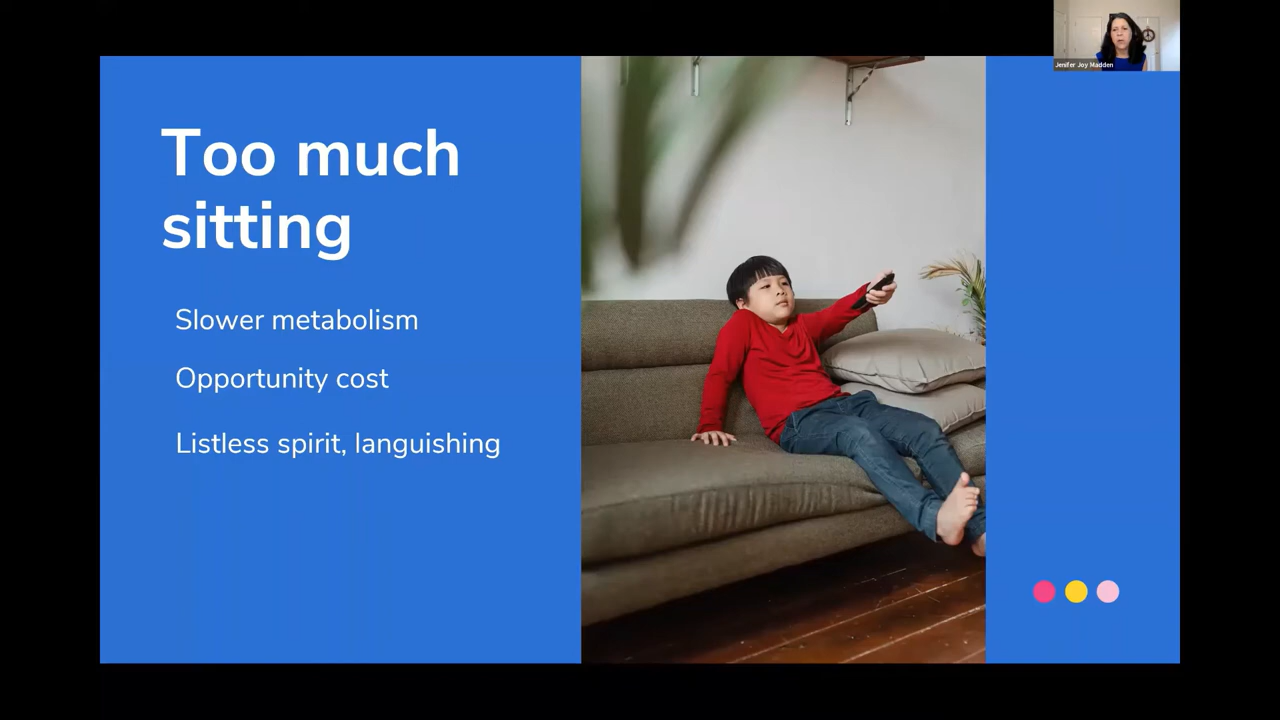 Too much
sitting
Slower metabolism
Opportunity cost
Listless spirit, languishing
Jenifer Joy Madden